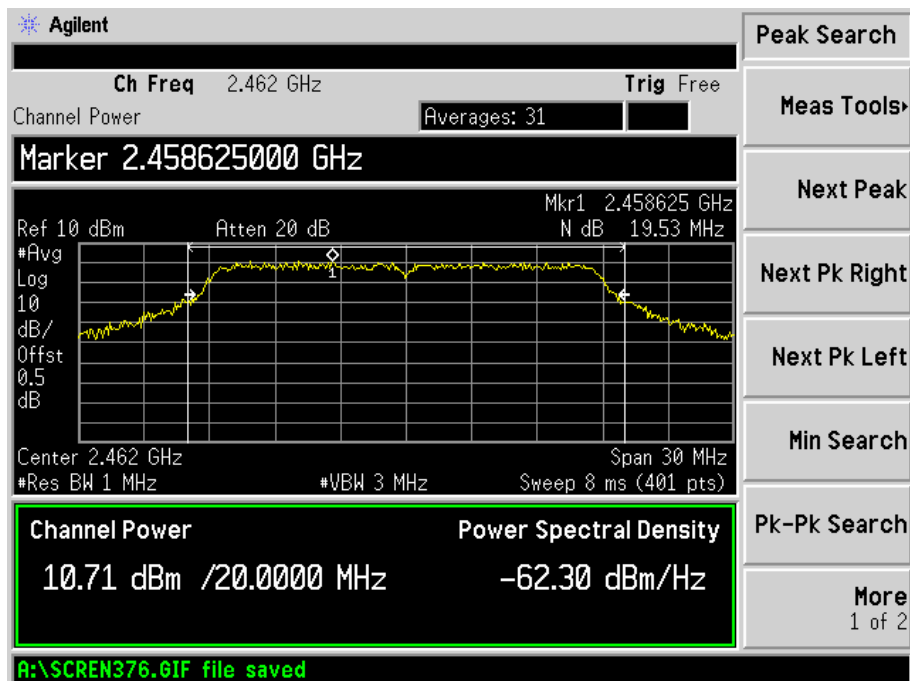 Agilent
Peak Search
Ch Freq 2.462 GHz Trig Free
Channel Power Averages: 31
Meas Tools
Marker 2.458625000 GHz
Next Peak
Mkr1 2.458625 GHz
Ref 10 dBm Atten 20 dB N dB 19.53 MHz
#Avg
Log
10
dB/
Offst
0.5
dB
1
Next Pk Right
Next Pk Left
Center 2.462 GHz Span 30 MHz
#Res BW 1 MHz #VBW 3 MHz Sweep 8 ms (401 pts)
Min Search
Channel Power Power Spectral Density
10.71 dBm /20.0000 MHz -62.30 dBm/Hz
Pk-Pk Search
More
1 of 2
A:\SCREN376.GIF file saved